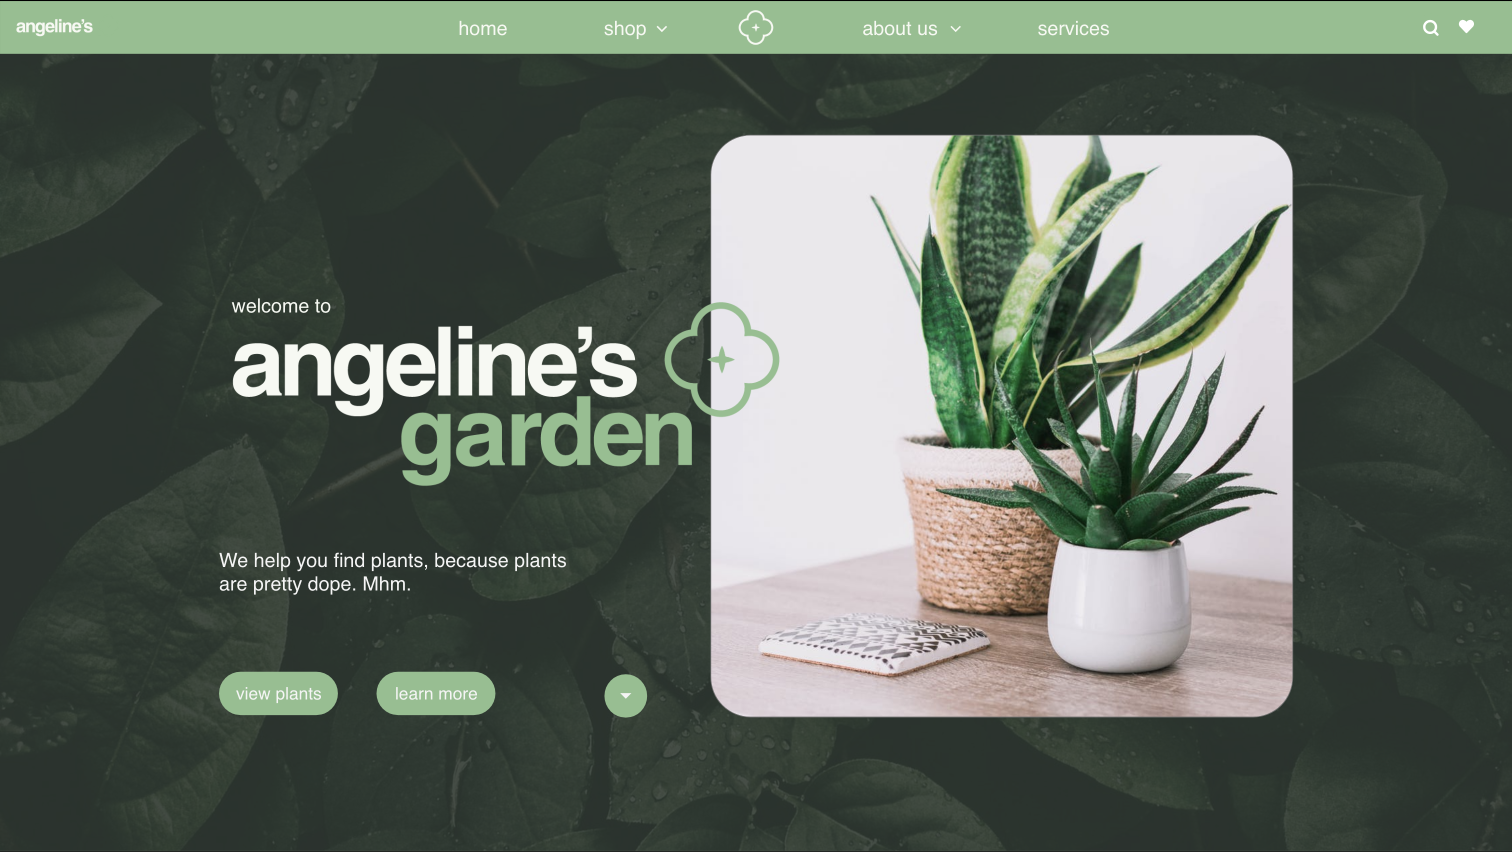 angeline’s
home
shop
about us
services
welcome to
angeline’s
garden
We help you find plants, because plants
are pretty dope. Mhm.
view plants
learn more